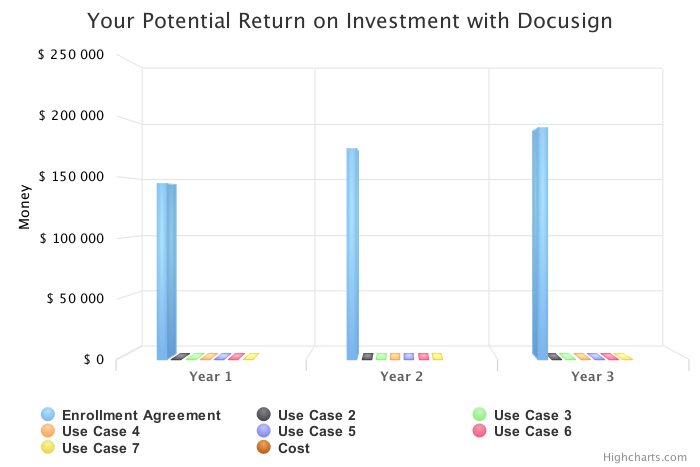 Your Potential Return on Investment with Docusign
$ 250 000
$ 200 000
$ 150 000
$ 100 000
$ 50 000
$ 0
Money
Year 1 Year 2 Year 3
Enrollment Agreement Use Case 2 Use Case 3
Use Case 4 Use Case 5 Use Case 6
Use Case 7 Cost
Highcharts.com